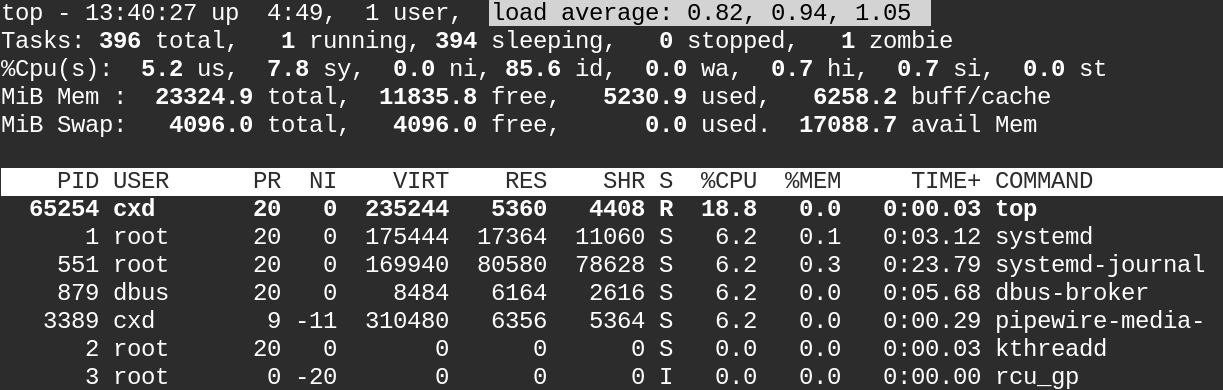 top - 13:40:27 up  4:49,  1 user,  load average: 0.82, 0.94, 1.05
Tasks: 396 total,   1 running, 394 sleeping,   0 stopped,   1 zombie
%Cpu(s):  5.2 us,  7.8 sy,  0.0 ni, 85.6 id,  0.0 wa,  0.7 hi,  0.7 si,  0.0 st
MiB Mem :  23324.9 total,  11835.8 free,   5230.9 used,   6258.2 buff/cache
MiB Swap:   4096.0 total,   4096.0 free,      0.0 used.  17088.7 avail Mem
    PID USER      PR  NI    VIRT    RES    SHR S  %CPU  %MEM     TIME+ COMMAND
  65254 cxd       20   0  235244   5360   4408 R  18.8   0.0   0:00.03 top
      1 root      20   0  175444  17364  11060 S   6.2   0.1   0:03.12 systemd
    551 root      20   0  169940  80580  78628 S   6.2   0.3   0:23.79 systemd-journal
    879 dbus      20   0    8484   6164   2616 S   6.2   0.0   0:05.68 dbus-broker
   3389 cxd        9 -11  310480   6356   5364 S   6.2   0.0   0:00.29 pipewire-media-
      2 root      20   0       0      0      0 S   0.0   0.0   0:00.03 kthreadd
      3 root       0 -20       0      0      0 I   0.0   0.0   0:00.00 rcu_gp